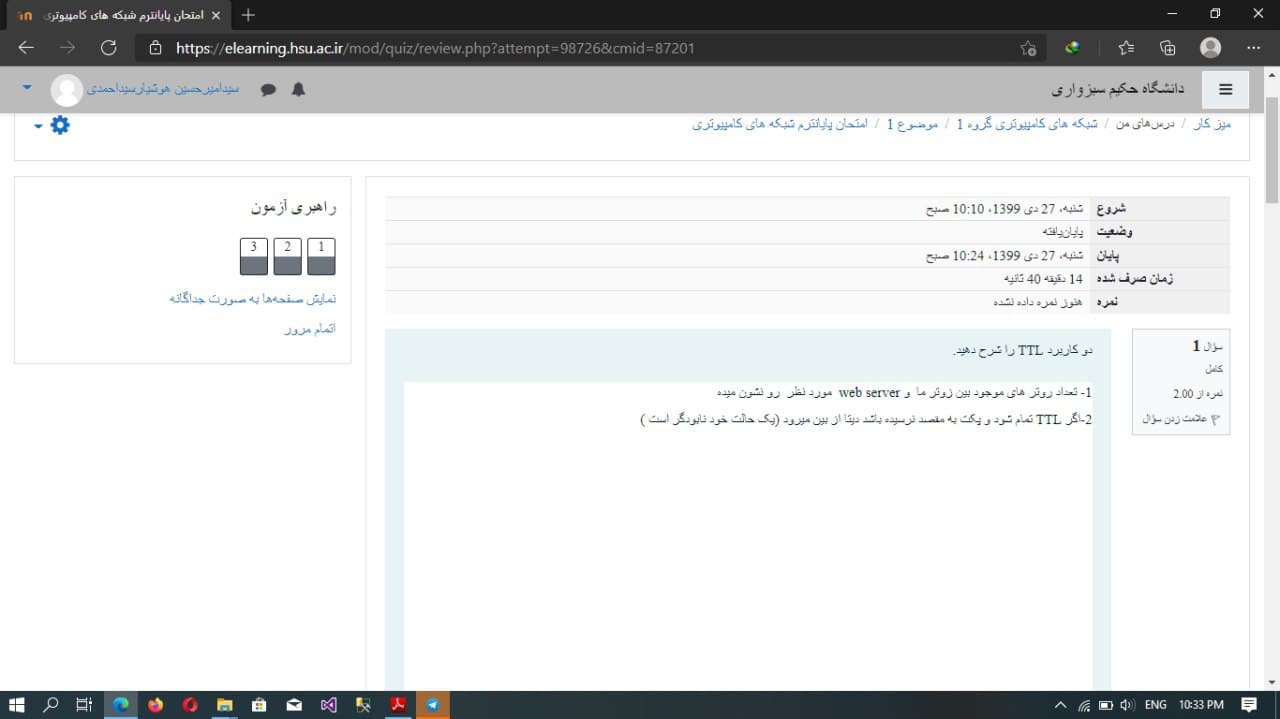 امتحان پایانترم شبکه های کامپیوتری
https://elearning.hsu.ac.ir/mod/quiz/review.php?attempt=98726&cmid=87201
دانشگاه حکیم سبزواری
سیدامیرحسین هوشیارسیداحمدی
میز کار / درس‌های من / شبکه های کامپیوتری گروه 1 / موضوع 1 / امتحان پایانترم شبکه های کامپیوتری
شروع شنبه، 27 دی 1399، 10:10 صبح
وضعیت پایان‌یافته
پایان شنبه، 27 دی 1399، 10:24 صبح
زمان صرف شده 14 دقیقه 40 ثانیه
نمره هنوز نمره داده نشده
سؤال 1
کامل
نمره از 2.00
علامت زدن سؤال
دو کاربرد TTL را شرح دهید.
1- تعداد روتر های موجود بین زوتر ما و web server مورد نظر رو نشون میده
2-اگر TTL تمام شود و پکت به مقصد نرسیده باشد دیتا از بین میرود (یک حالت خود نابودگر است )
راهبری آزمون
1 2 3
نمایش صفحه‌ها به صورت جداگانه
اتمام مرور
ENG 10:33 PM